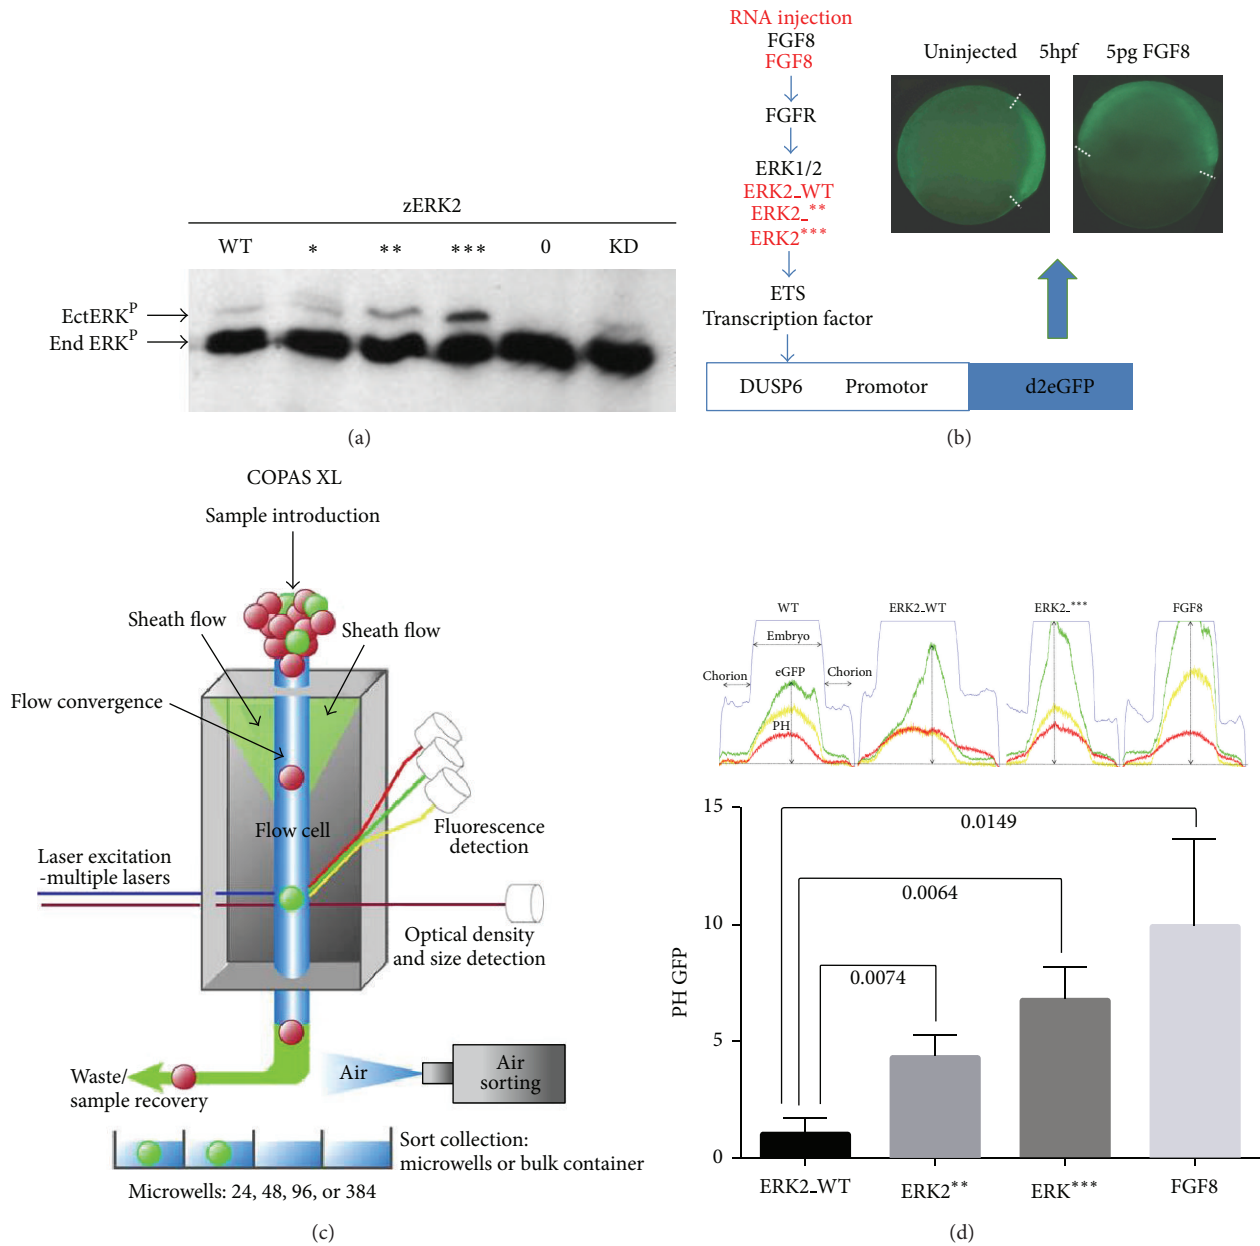 zERK2
WT * ** *** 0 KD
EctERK^P
End ERK^P
(a)
RNA injection
FGF8
FGF8
FGFR
ERK1/2
ERK2_WT
ERK2_**
ERK2***
ETS
Transcription factor
DUSP6 Promotor d2eGFP
Uninjected 5hpf 5pg FGF8
(b)
COPAS XL
Sample introduction
Sheath flow
Sheath flow
Flow convergence
Flow cell
Fluorescence
detection
Laser excitation
-multiple lasers
Optical density
and size detection
Waste/
sample recovery
Air
Air
sorting
Sort collection:
microwells or bulk container
Microwells: 24, 48, 96, or 384
(c)
WT ERK2_WT ERK2_*** FGF8
Embryo
Chorion eGFP Chorion
PH
15
10
5
0
PH GFP
0.0149
0.0064
0.0074
ERK2_WT ERK2** ERK*** FGF8
(d)